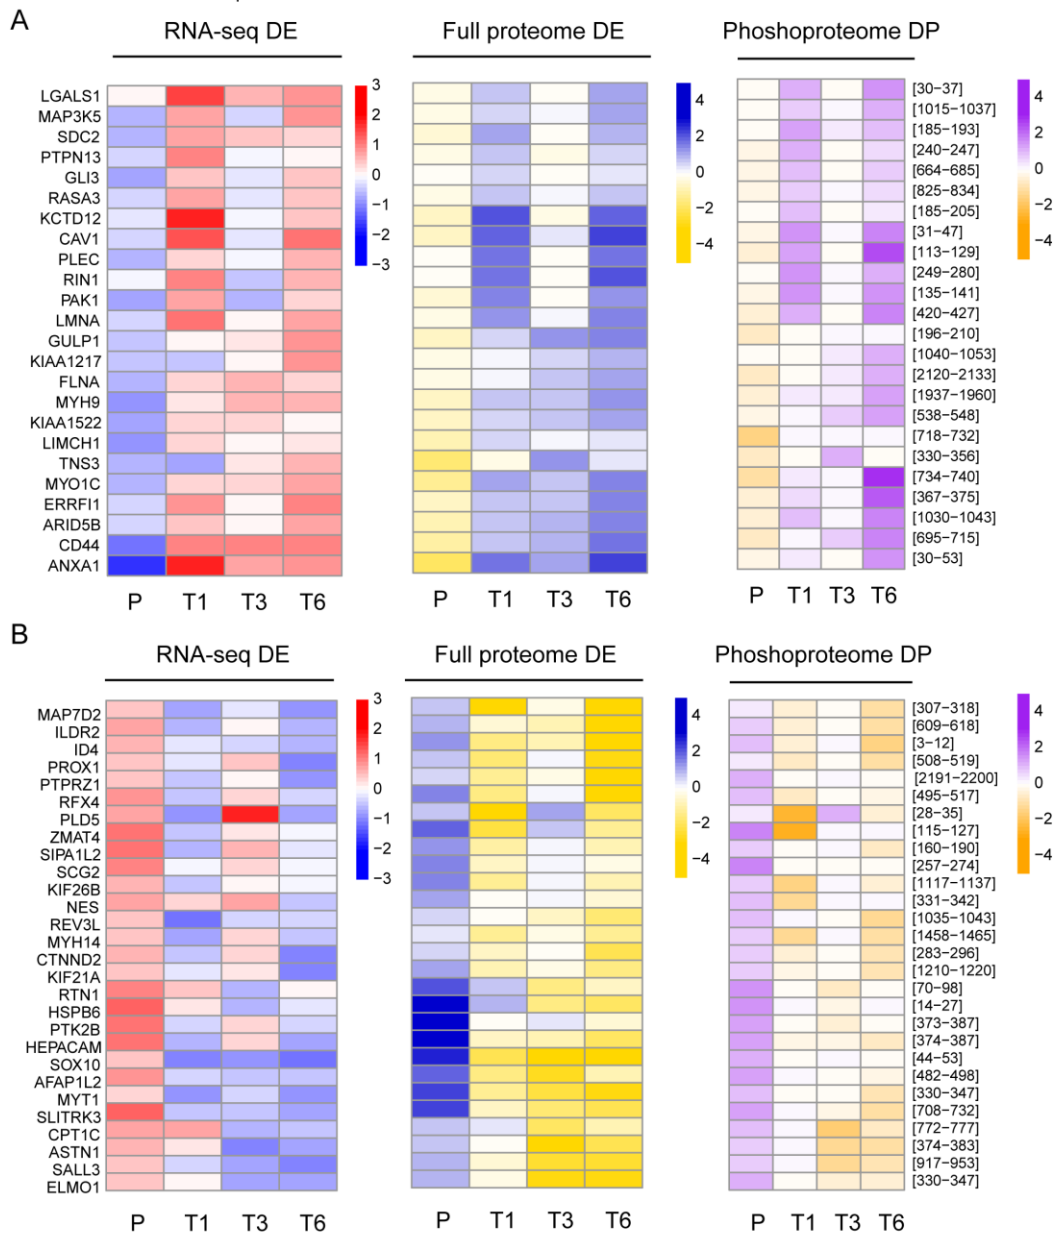 A
RNA-seq DE
Full proteome DE
Phoshoproteome DP
LGALS1
MAP3K5
SDC2
PTPN13
GLI3
RASA3
KCTD12
CAV1
PLEC
RIN1
PAK1
LMNA
GULP1
KIAA1217
FLNA
MYH9
KIAA1522
LIMCH1
TNS3
MYO1C
ERRFI1
ARID5B
CD44
ANXA1
3
2
1
0
−1
−2
−3
4
2
0
−2
−4
[30−37]
[1015−1037]
[185−193]
[240−247]
[664−685]
[825−834]
[185−205]
[31−47]
[113−129]
[249−280]
[135−141]
[420−427]
[196−210]
[1040−1053]
[2120−2133]
[1937−1960]
[538−548]
[718−732]
[330−356]
[734−740]
[367−375]
[1030−1043]
[695−715]
[30−53]
4
2
0
−2
−4
P T1 T3 T6
P T1 T3 T6
P T1 T3 T6
B
RNA-seq DE
Full proteome DE
Phoshoproteome DP
MAP7D2
ILDR2
ID4
PROX1
PTPRZ1
RFX4
PLD5
ZMAT4
SIPA1L2
SCG2
KIF26B
NES
REV3L
MYH14
CTNND2
KIF21A
RTN1
HSPB6
PTK2B
HEPACAM
SOX10
AFAP1L2
MYT1
SLITRK3
CPT1C
ASTN1
SALL3
ELMO1
3
2
1
0
−1
−2
−3
4
2
0
−2
−4
[307−318]
[609−618]
[3−12]
[508−519]
[2191−2200]
[495−517]
[28−35]
[115−127]
[160−190]
[257−274]
[1117−1137]
[331−342]
[1035−1043]
[1458−1465]
[283−296]
[1210−1220]
[70−98]
[14−27]
[373−387]
[374−387]
[44−53]
[482−498]
[330−347]
[708−732]
[772−777]
[374−383]
[917−953]
[330−347]
4
2
0
−2
−4
P T1 T3 T6
P T1 T3 T6
P T1 T3 T6